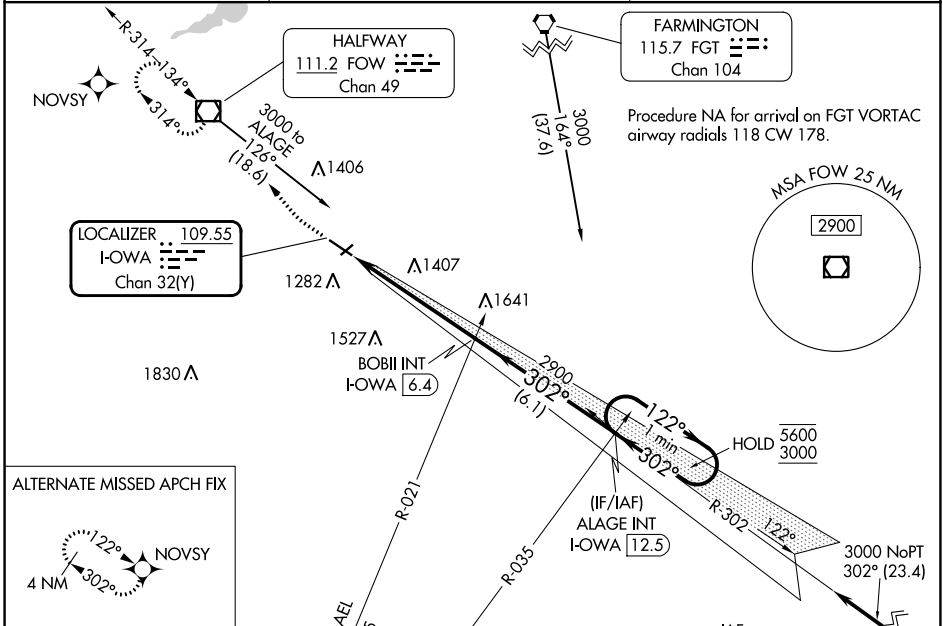 R-314
134°
314°
NOVSY
HALFWAY
111.2 FOW
Chan 49
FARMINGTON
115.7 FGT
Chan 104
3000
164°
(37.6)
Procedure NA for arrival on FGT VORTAC
airway radials 118 CW 178.
3000 to
ALAGE
126°
(18.6)
1406
MSA FOW 25 NM
2900
LOCALIZER 109.55
I-OWA
Chan 32(Y)
1282
1407
1641
1527
1830
BOBII INT
I-OWA 6.4
2900
302°
(6.1)
122°
1 min
302°
HOLD 5600
3000
(IF/IAF)
ALAGE INT
I-OWA 12.5
R-021
R-035
R-302
122°
3000 NoPT
302° (23.4)
ALTERNATE MISSED APCH FIX
122°
302°
4 NM
NOVSY